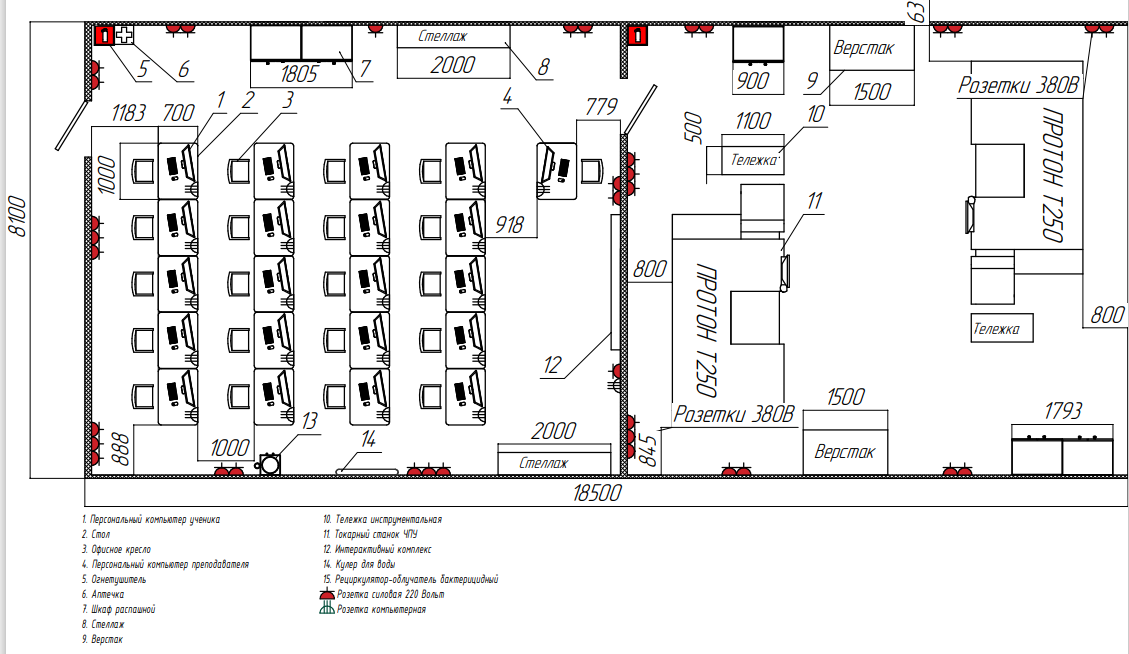 63
Стеллаж
Верстак
5
6
1805
7
2000
8
900
9
1500
Розетки 380В
1183
700
1
2
3
4
779
500
1100
10
Тележка
ПРОТОН Т250
1000
8100
918
11
800
ПРОТОН Т250
800
Тележка
12
Розетки 380В
1500
1793
888
1000
13
14
2000
Стеллаж
845
Верстак
18500
1. Персональный компьютер ученика
2. Стол
3. Офисное кресло
4. Персональный компьютер преподавателя
5. Огнетушитель
6. Аптечка
7. Шкаф распашной
8. Стеллаж
9. Верстак
10. Тележка инструментальная
11. Токарный станок ЧПУ
12. Интерактивный комплекс
14. Кулер для воды
15. Рециркулятор-облучатель бактерицидный
Розетка силовая 220 Вольт
Розетка компьютерная